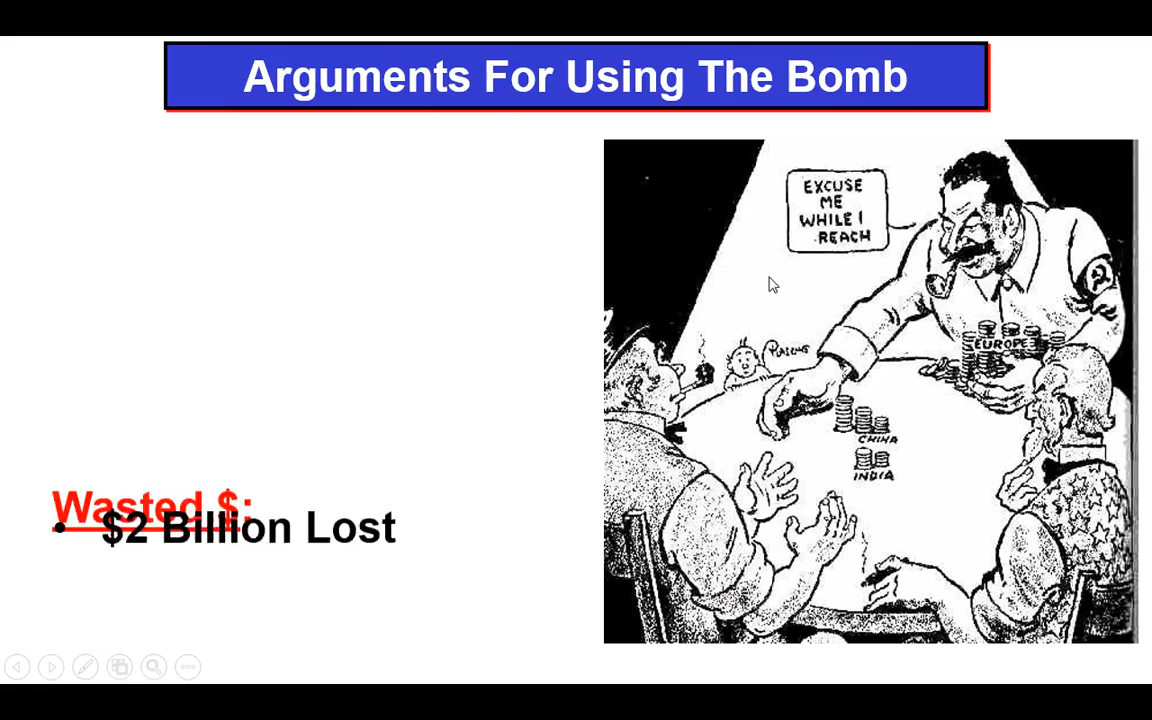 Arguments For Using The Bomb
EXCUSE
ME
WHILE I
REACH
EUROPE
CHINA
INDIA
Wasted $:
• $2 Billion Lost